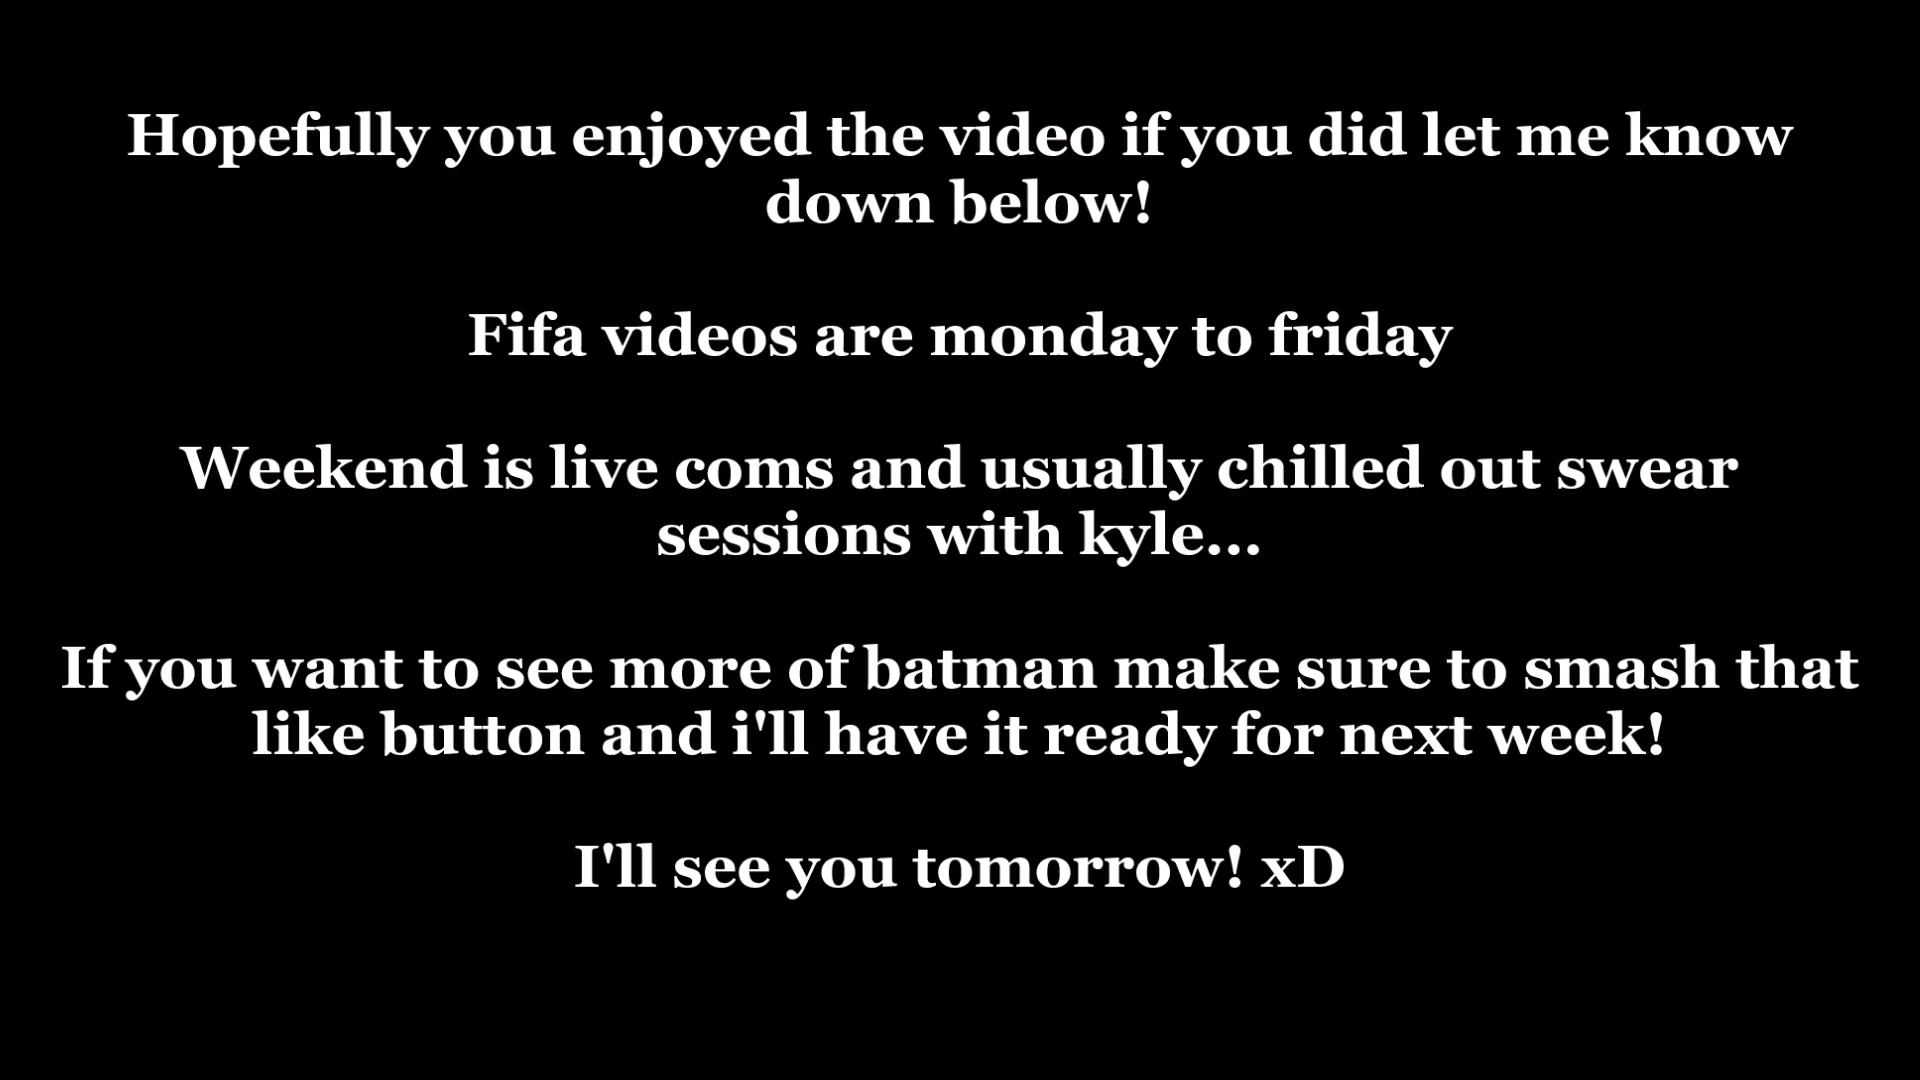 Hopefully you enjoyed the video if you did let me know
down below!
Fifa videos are monday to friday
Weekend is live coms and usually chilled out swear
sessions with kyle...
If you want to see more of batman make sure to smash that
like button and i'll have it ready for next week!
I'll see you tomorrow! xD